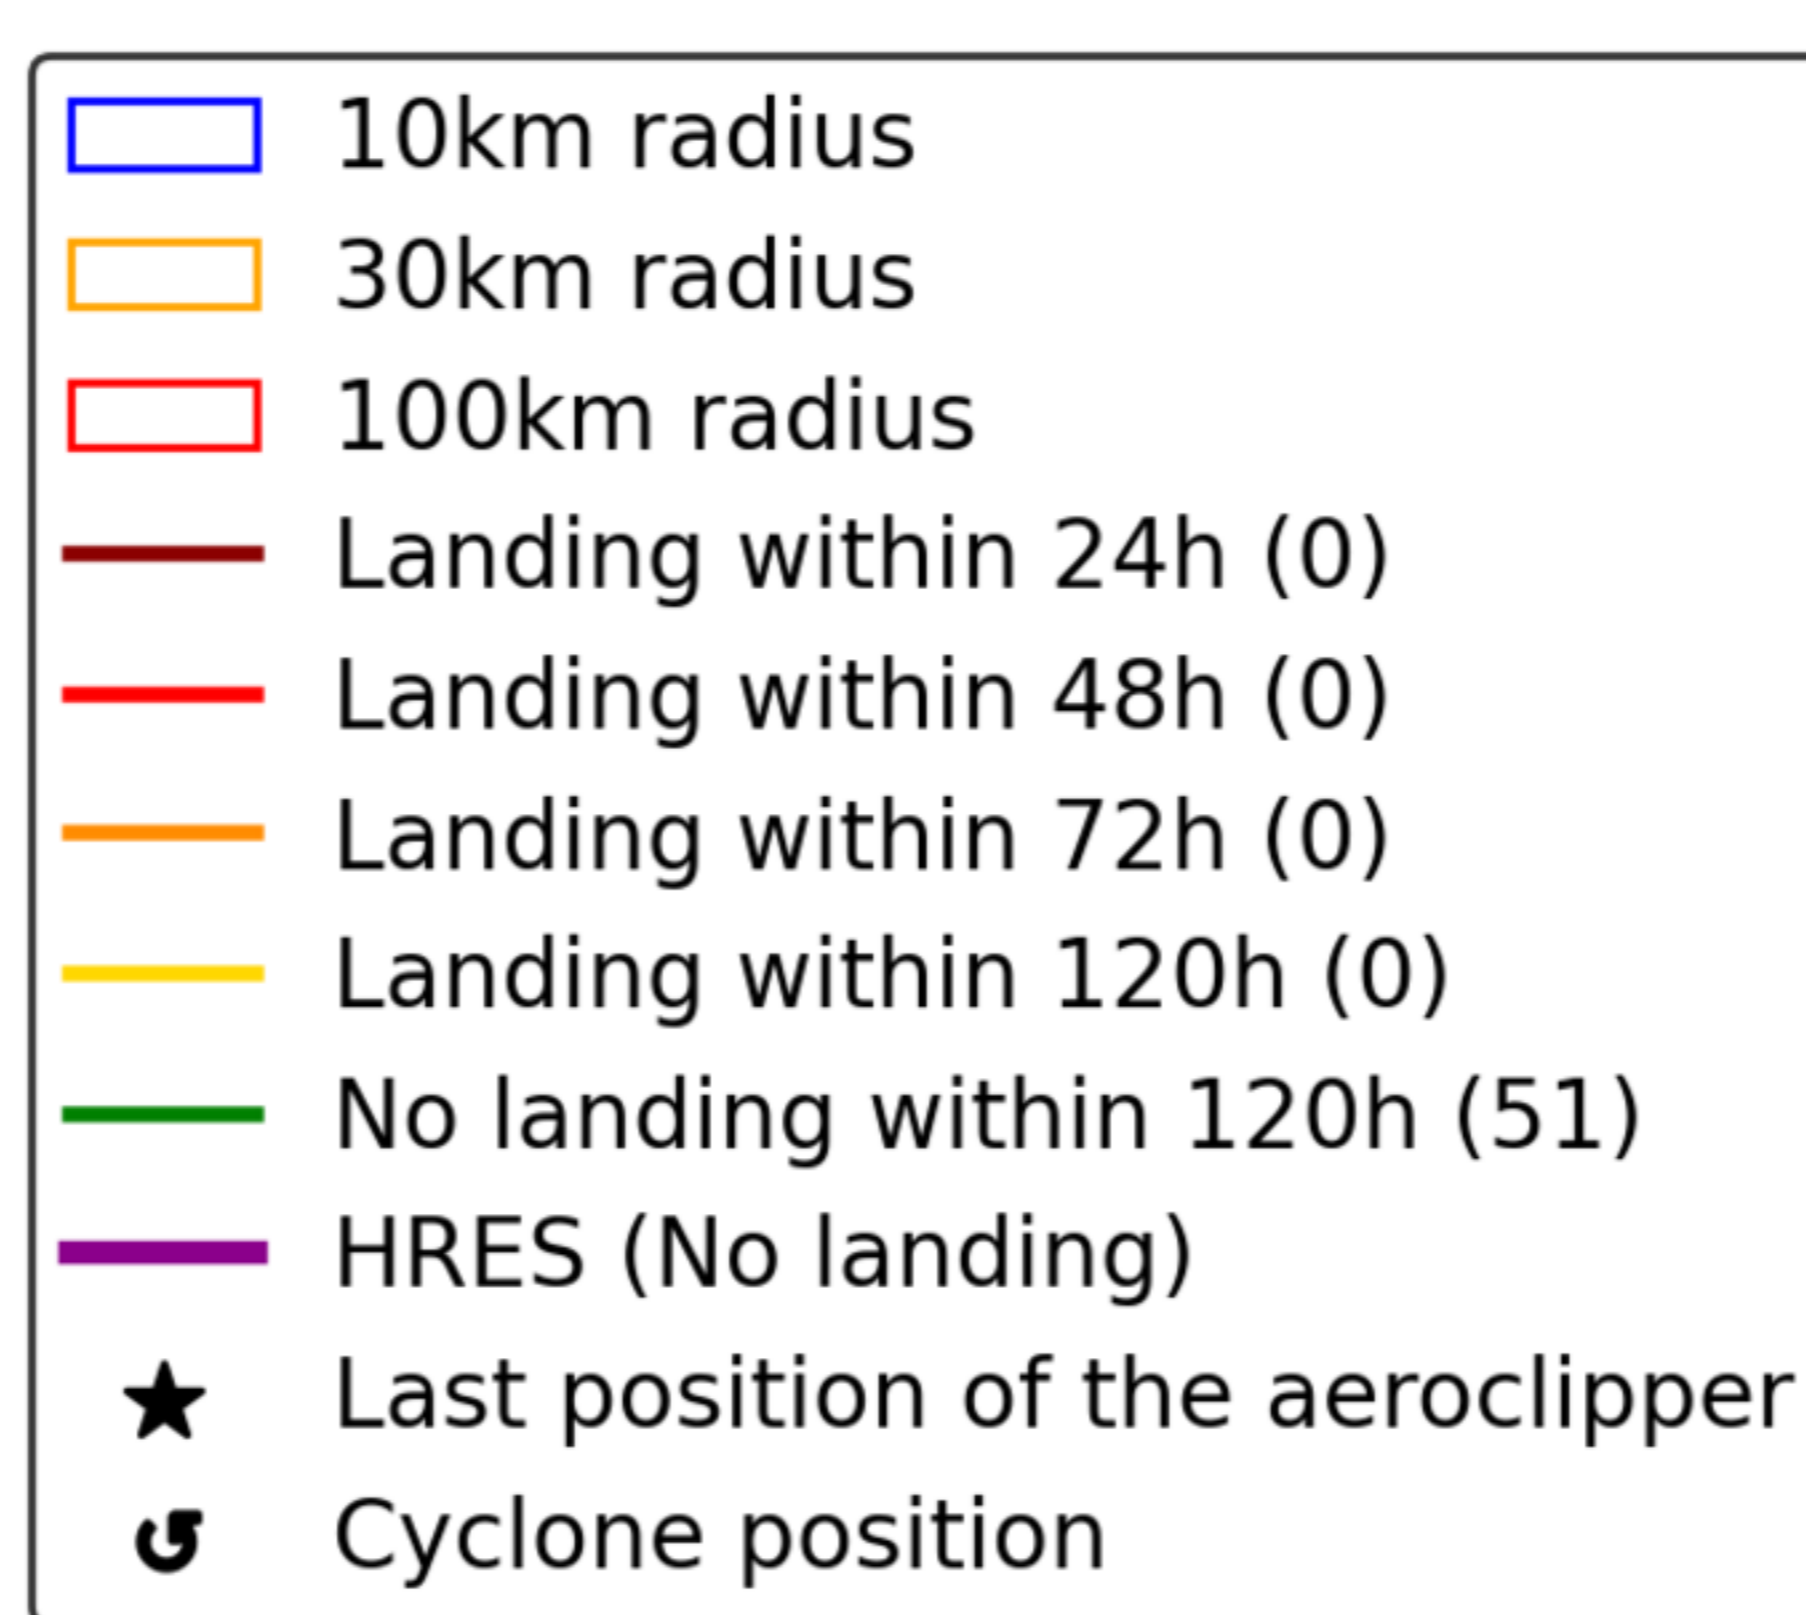 10km radius
30km radius
100km radius
Landing within 24h (0)
Landing within 48h (0)
Landing within 72h (0)
Landing within 120h (0)
No landing within 120h (51)
HRES (No landing)
Last position of the aeroclipper
Cyclone position